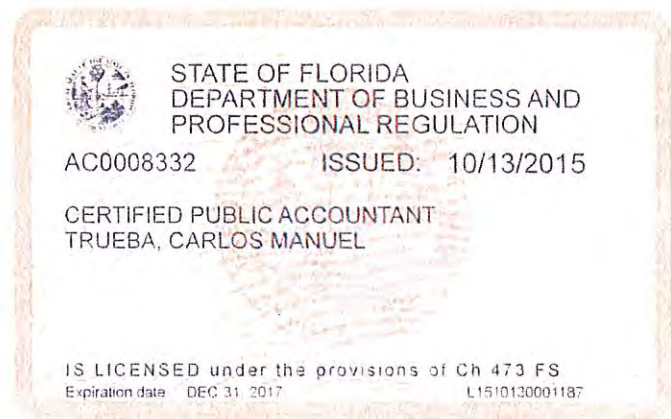 STATE OF FLORIDA
DEPARTMENT OF BUSINESS AND
PROFESSIONAL REGULATION
AC0008332 ISSUED: 10/13/2015
CERTIFIED PUBLIC ACCOUNTANT
TRUEBA, CARLOS MANUEL
IS LICENSED under the provisions of Ch 473 FS
Expiration date DEC 31, 2017 L1510130001187